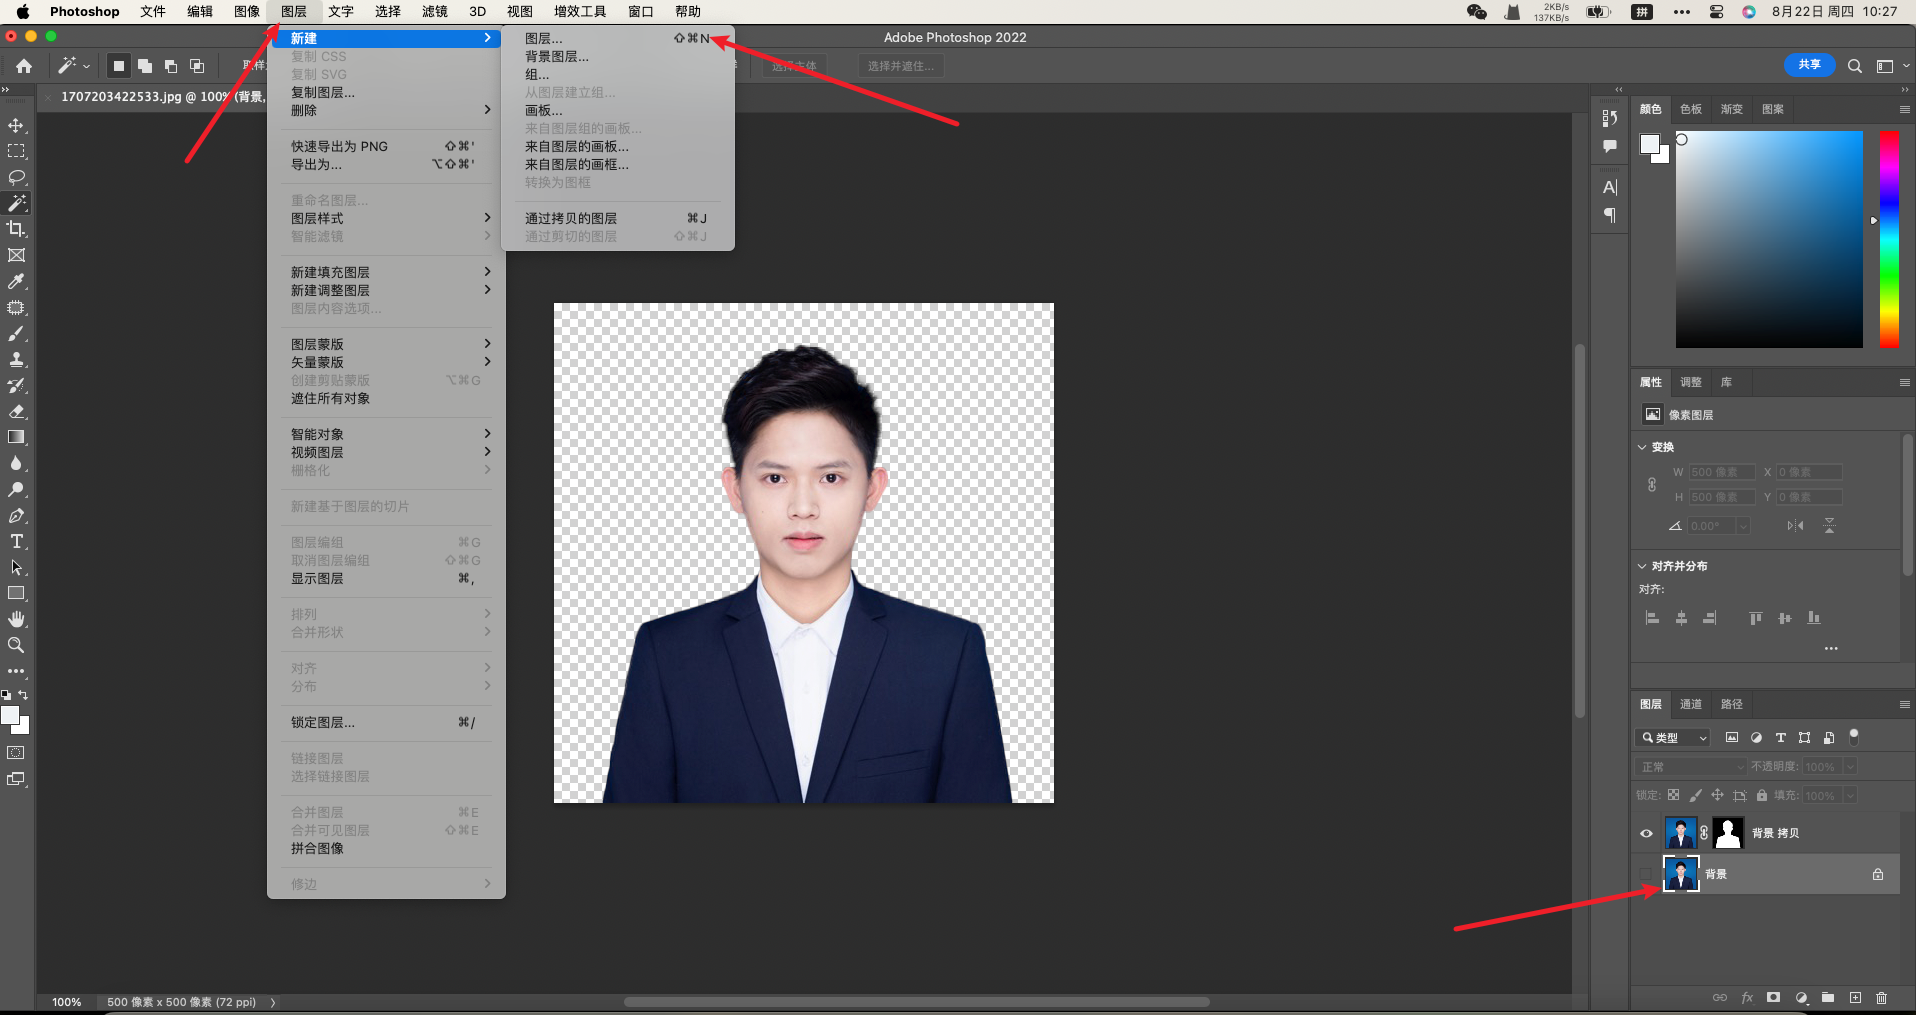 Photoshop 文件 编辑 图像 图层 文字 选择 滤镜 3D 视图 增效工具 窗口 帮助 2KB/s 137KB/s 拼 8月22日 周四 10:27
Adobe Photoshop 2022
选择主体 选择并遮住... 共享
1707203422533.jpg @ 100% (背景,
新建
复制 CSS
复制 SVG
复制图层...
删除
快速导出为 PNG ⇧⌘'
导出为... ⌥⇧⌘'
重命名图层...
图层样式
智能滤镜
新建填充图层
新建调整图层
图层内容选项...
图层蒙版
矢量蒙版
创建剪贴蒙版 ⌥⌘G
遮住所有对象
智能对象
视频图层
栅格化
新建基于图层的切片
图层编组 ⌘G
取消图层编组 ⇧⌘G
显示图层 ⌘,
排列
合并形状
对齐
分布
锁定图层... ⌘/
链接图层
选择链接图层
合并图层 ⌘E
合并可见图层 ⇧⌘E
拼合图像
修边
图层... ⇧⌘N
背景图层...
组...
从图层建立组...
画板...
来自图层组的画板...
来自图层的画板...
来自图层的画框...
转换为图框
通过拷贝的图层 ⌘J
通过剪切的图层 ⇧⌘J
颜色 色板 渐变 图案
属性 调整 库
像素图层
变换
W 500 像素 X 0 像素
H 500 像素 Y 0 像素
0.00°
对齐并分布
对齐:
图层 通道 路径
类型
正常 不透明度: 100%
锁定: 填充: 100%
背景 拷贝
背景
fx
100% 500 像素 x 500 像素 (72 ppi)